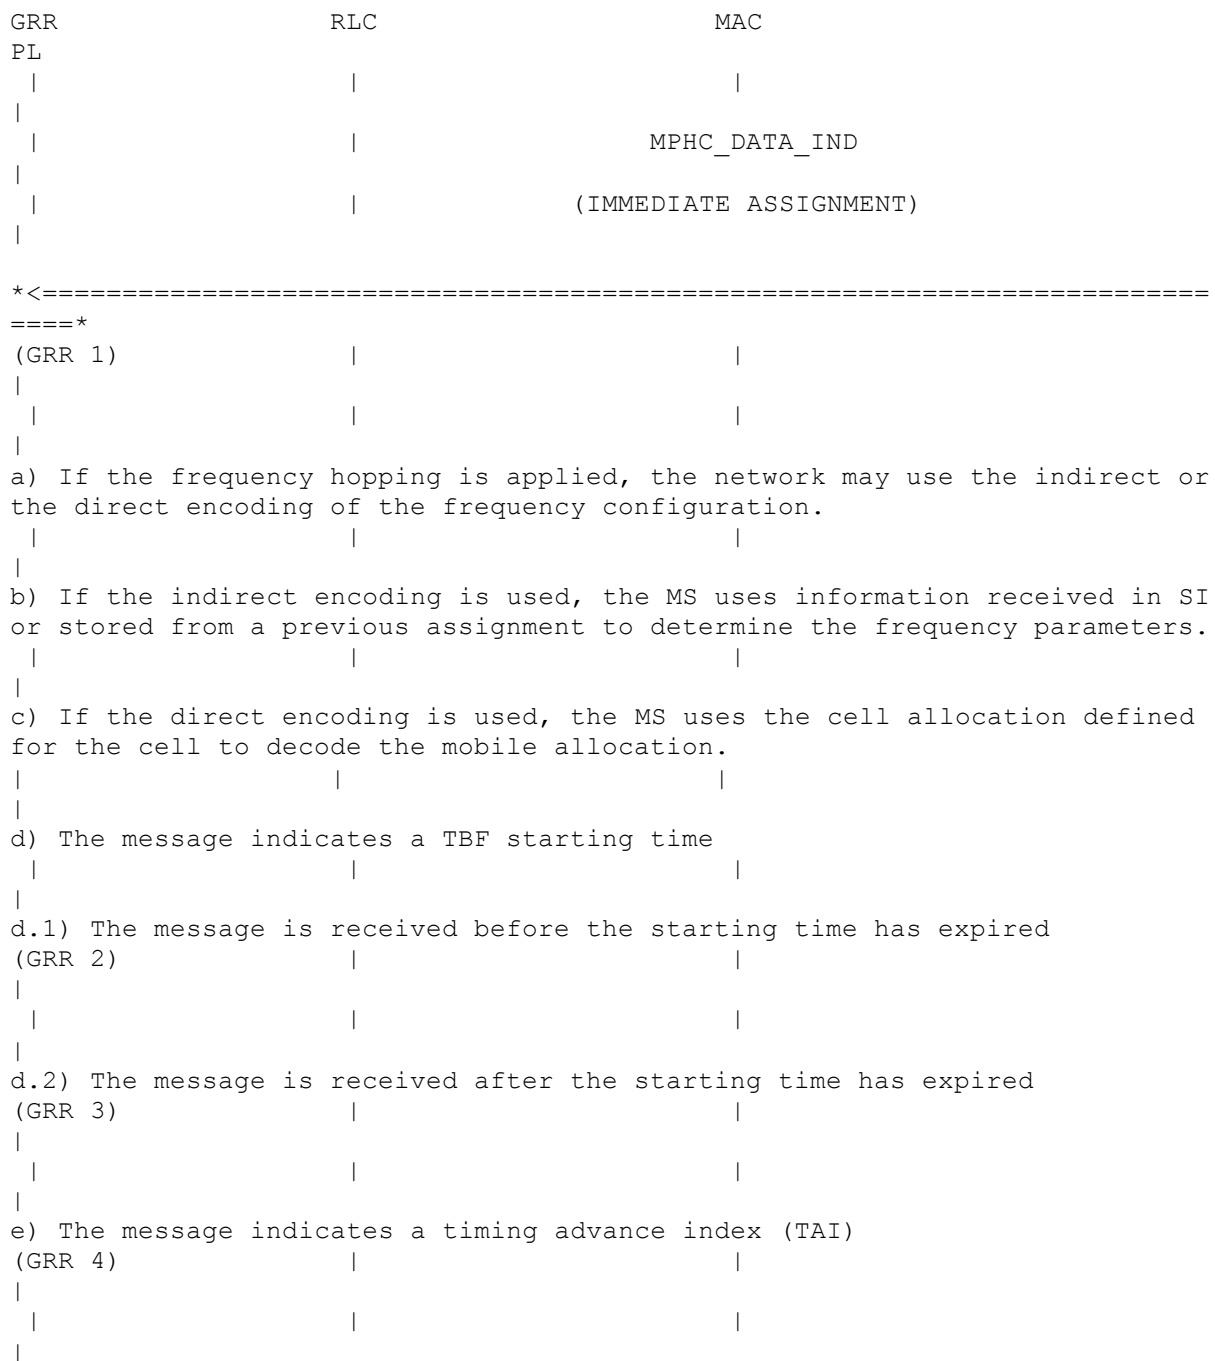 GRR                 RLC                   MAC
PL
 |                   |                       |
|
 |                   |                  MPHC_DATA_IND
|
 |                   |             (IMMEDIATE ASSIGNMENT)
|
*<=========================================================================
====*
(GRR 1)              |                       |
|
 |                   |                       |
|
a) If the frequency hopping is applied, the network may use the indirect or
the direct encoding of the frequency configuration.
 |                   |                       |
|
b) If the indirect encoding is used, the MS uses information received in SI
or stored from a previous assignment to determine the frequency parameters.
 |                   |                       |
|
c) If the direct encoding is used, the MS uses the cell allocation defined
for the cell to decode the mobile allocation.
|                   |                       |
|
d) The message indicates a TBF starting time
 |                   |                       |
|
d.1) The message is received before the starting time has expired
(GRR 2)              |                       |
|
 |                   |                       |
|
d.2) The message is received after the starting time has expired
(GRR 3)              |                       |
|
 |                   |                       |
|
e) The message indicates a timing advance index (TAI)
(GRR 4)              |                       |
|
 |                   |                       |
|